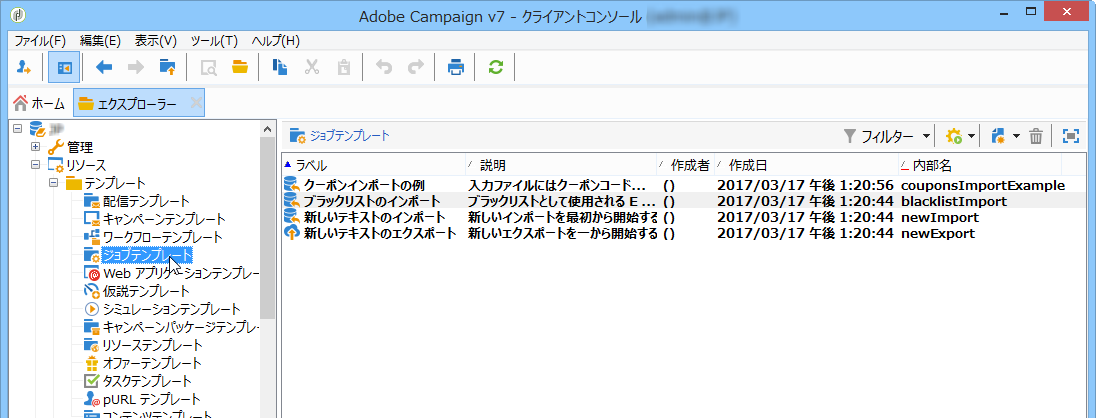 Adobe Campaign v7 - クライアントコンソール
ファイル(F) 編集(E) 表示(V) ツール(T) ヘルプ(H)
ホーム エクスプローラー
管理
リソース
テンプレート
配信テンプレート
キャンペーンテンプレート
ワークフローテンプレート
ジョブテンプレート
Web アプリケーションテンプレー
仮説テンプレート
シミュレーションテンプレート
キャンペーンパッケージテンプレー
リソーステンプレート
オファーテンプレート
タスクテンプレート
pURL テンプレート
コンテンツテンプレート
ジョブテンプレート フィルター
ラベル 説明 作成者 作成日 内部名
クーポンインポートの例 入力ファイルにはクーポンコード... () 2017/03/17 午後 1:20:56 couponsImportExample
ブラックリストのインポート ブラックリストとして使用される E ... () 2017/03/17 午後 1:20:44 blacklistImport
新しいテキストのインポート 新しいインポートを最初から開始する () 2017/03/17 午後 1:20:44 newImport
新しいテキストのエクスポート 新しいエクスポートを一から開始する () 2017/03/17 午後 1:20:44 newExport